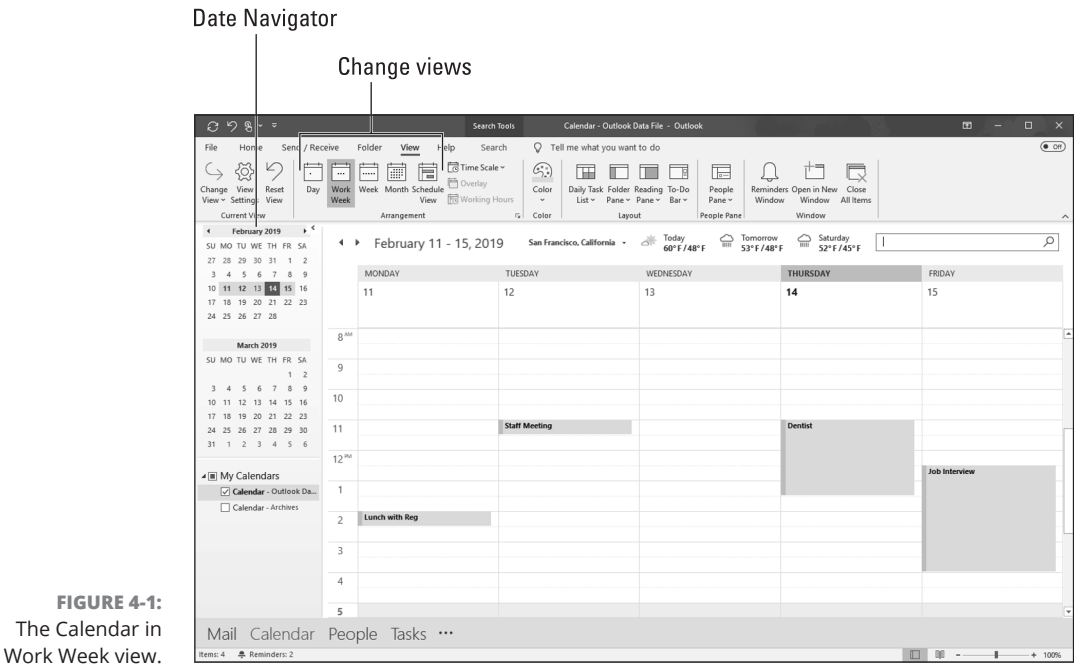 Date Navigator
Change views
Search Tools Calendar - Outlook Data File - Outlook
File Home Send / Receive Folder View Help Search Tell me what you want to do Off
Change View View Settings Reset View Day Work Week Week Month Schedule View Time Scale Overlay Working Hours Color Daily Task List Folder Pane Reading Pane To-Do Bar People Pane Reminders Window Open in New Window Close All Items
Current View Arrangement Color Layout People Pane Window
February 2019
SU MO TU WE TH FR SA
27 28 29 30 31 1 2
3 4 5 6 7 8 9
10 11 12 13 14 15 16
17 18 19 20 21 22 23
24 25 26 27 28
March 2019
SU MO TU WE TH FR SA
1 2
3 4 5 6 7 8 9
10 11 12 13 14 15 16
17 18 19 20 21 22 23
24 25 26 27 28 29 30
31 1 2 3 4 5 6
My Calendars
Calendar - Outlook Da...
Calendar - Archives
February 11 - 15, 2019 San Francisco, California Today 60° F / 48° F Tomorrow 53° F / 48° F Saturday 52° F / 45° F
MONDAY TUESDAY WEDNESDAY THURSDAY FRIDAY
11 12 13 14 15
8 AM
9
10
11 Staff Meeting Dentist
12 PM
Job Interview
1
2 Lunch with Reg
3
4
5
Mail Calendar People Tasks •••
Items: 4 Reminders: 2 - + 100%
FIGURE 4-1:
The Calendar in
Work Week view.